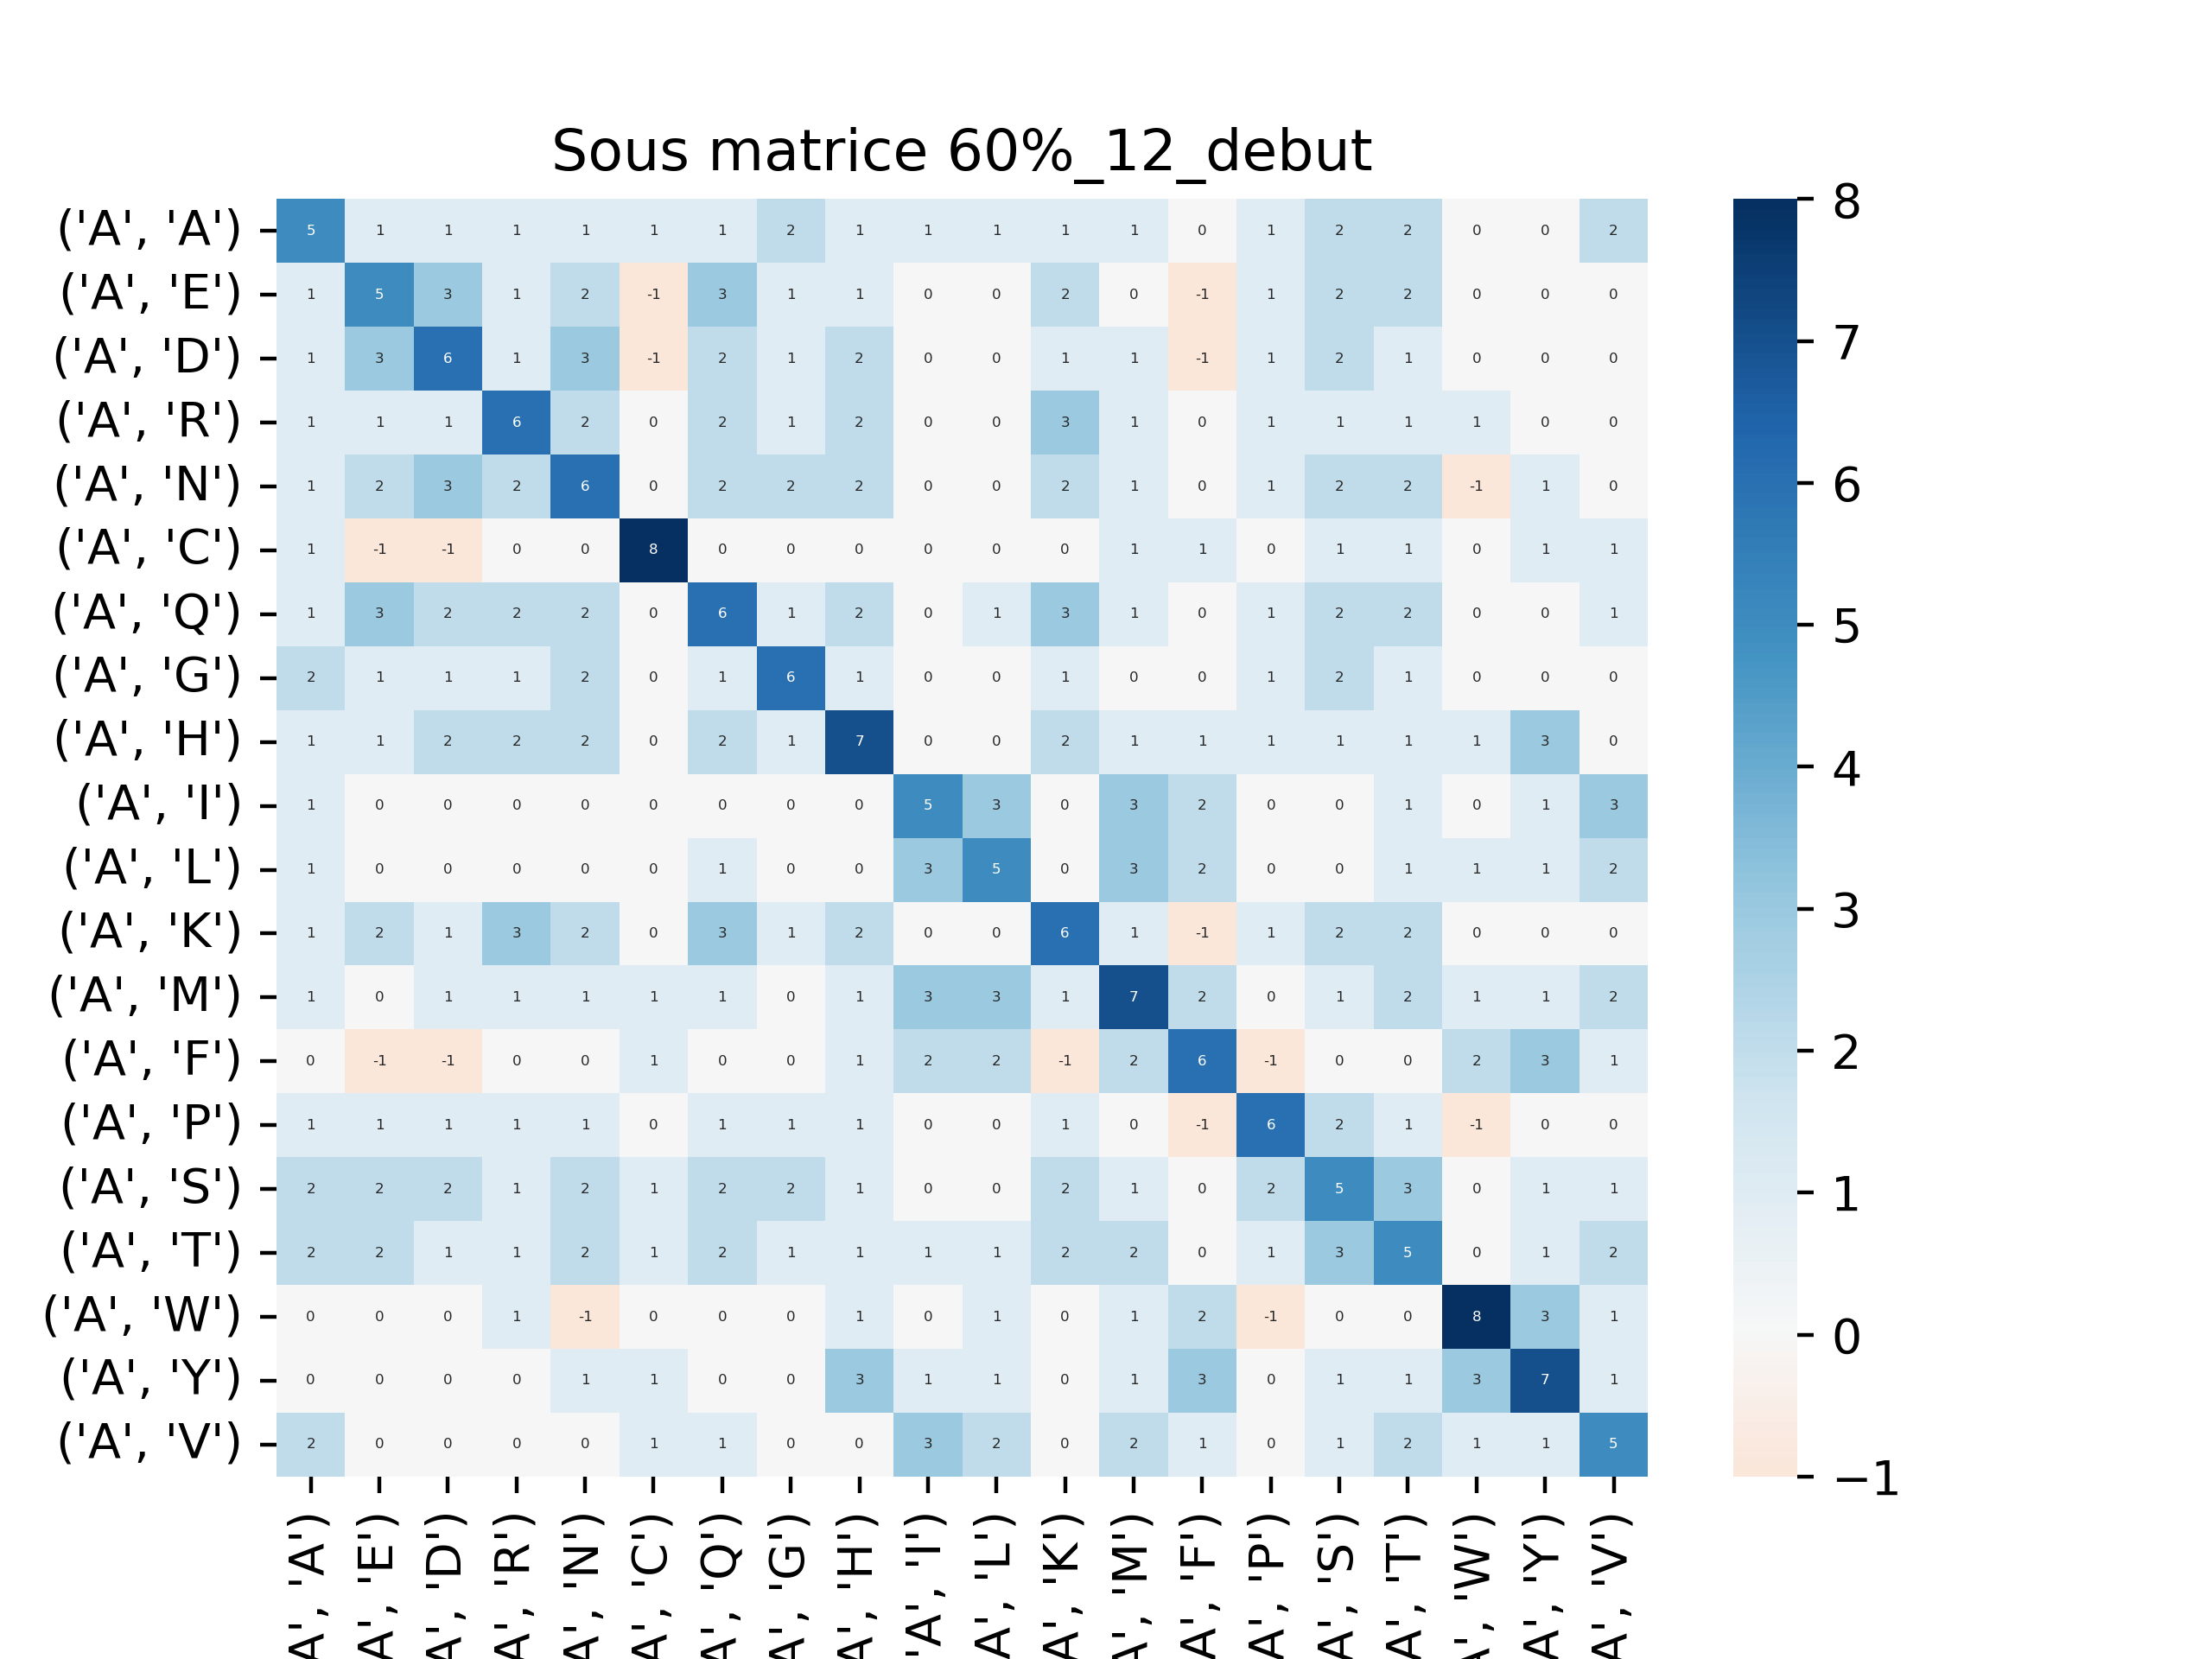 Sous matrice 60%_12_debut
('A', 'A') 5 1 1 1 1 1 1 2 1 1 1 1 1 0 1 2 2 0 0 2
('A', 'E') 1 5 3 1 2 -1 3 1 1 0 0 2 0 -1 1 2 2 0 0 0
('A', 'D') 1 3 6 1 3 -1 2 1 2 0 0 1 1 -1 1 2 1 0 0 0
('A', 'R') 1 1 1 6 2 0 2 1 2 0 0 3 1 0 1 1 1 1 0 0
('A', 'N') 1 2 3 2 6 0 2 2 2 0 0 2 1 0 1 2 2 -1 1 0
('A', 'C') 1 -1 -1 0 0 8 0 0 0 0 0 0 1 1 0 1 1 0 1 1
('A', 'Q') 1 3 2 2 2 0 6 1 2 0 1 3 1 0 1 2 2 0 0 1
('A', 'G') 2 1 1 1 2 0 1 6 1 0 0 1 0 0 1 2 1 0 0 0
('A', 'H') 1 1 2 2 2 0 2 1 7 0 0 2 1 1 1 1 1 1 3 0
('A', 'I') 1 0 0 0 0 0 0 0 0 5 3 0 3 2 0 0 1 0 1 3
('A', 'L') 1 0 0 0 0 0 1 0 0 3 5 0 3 2 0 0 1 1 1 2
('A', 'K') 1 2 1 3 2 0 3 1 2 0 0 6 1 -1 1 2 2 0 0 0
('A', 'M') 1 0 1 1 1 1 1 0 1 3 3 1 7 2 0 1 2 1 1 2
('A', 'F') 0 -1 -1 0 0 1 0 0 1 2 2 -1 2 6 -1 0 0 2 3 1
('A', 'P') 1 1 1 1 1 0 1 1 1 0 0 1 0 -1 6 2 1 -1 0 0
('A', 'S') 2 2 2 1 2 1 2 2 1 0 0 2 1 0 2 5 3 0 1 1
('A', 'T') 2 2 1 1 2 1 2 1 1 1 1 2 2 0 1 3 5 0 1 2
('A', 'W') 0 0 0 1 -1 0 0 0 1 0 1 0 1 2 -1 0 0 8 3 1
('A', 'Y') 0 0 0 0 1 1 0 0 3 1 1 0 1 3 0 1 1 3 7 1
('A', 'V') 2 0 0 0 0 1 1 0 0 3 2 0 2 1 0 1 2 1 1 5
A', 'A')
A', 'E')
A', 'D')
A', 'R')
A', 'N')
A', 'C')
A', 'Q')
A', 'G')
A', 'H')
'A', 'I')
A', 'L')
A', 'K')
A', 'M')
A', 'F')
A', 'P')
A', 'S')
A', 'T')
', 'W')
A', 'Y')
A', 'V')
8
7
6
5
4
3
2
1
0
−1